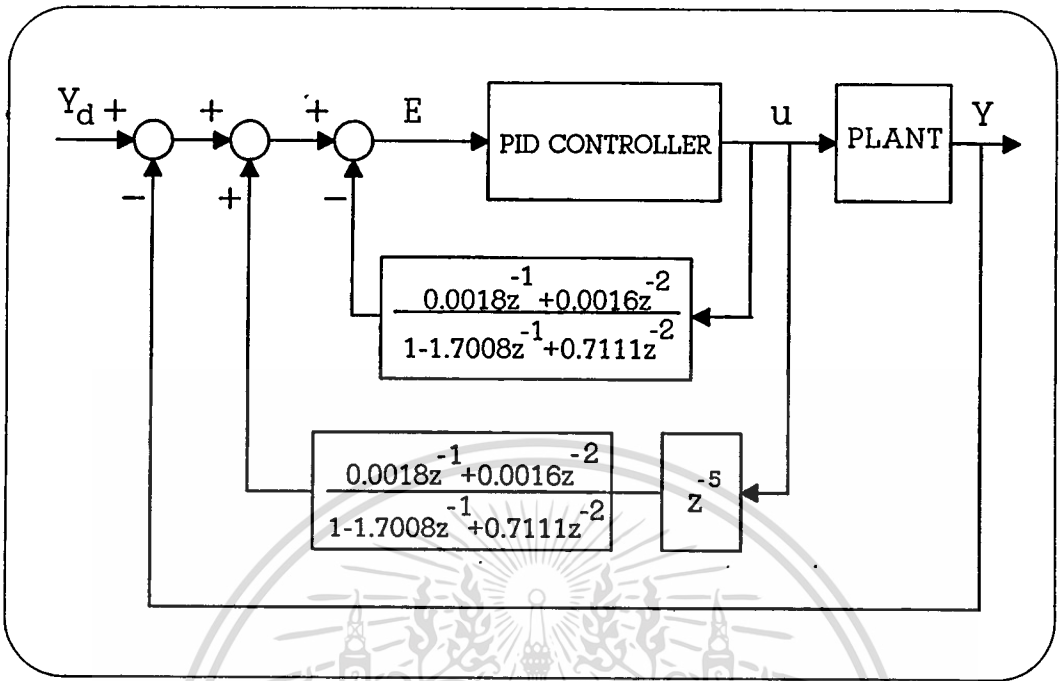 Y_d + + + E PID CONTROLLER u PLANT Y
− + −
0.0018z^-1+0.0016z^-2
1-1.7008z^-1+0.7111z^-2
0.0018z^-1+0.0016z^-2
1-1.7008z^-1+0.7111z^-2
z^-5